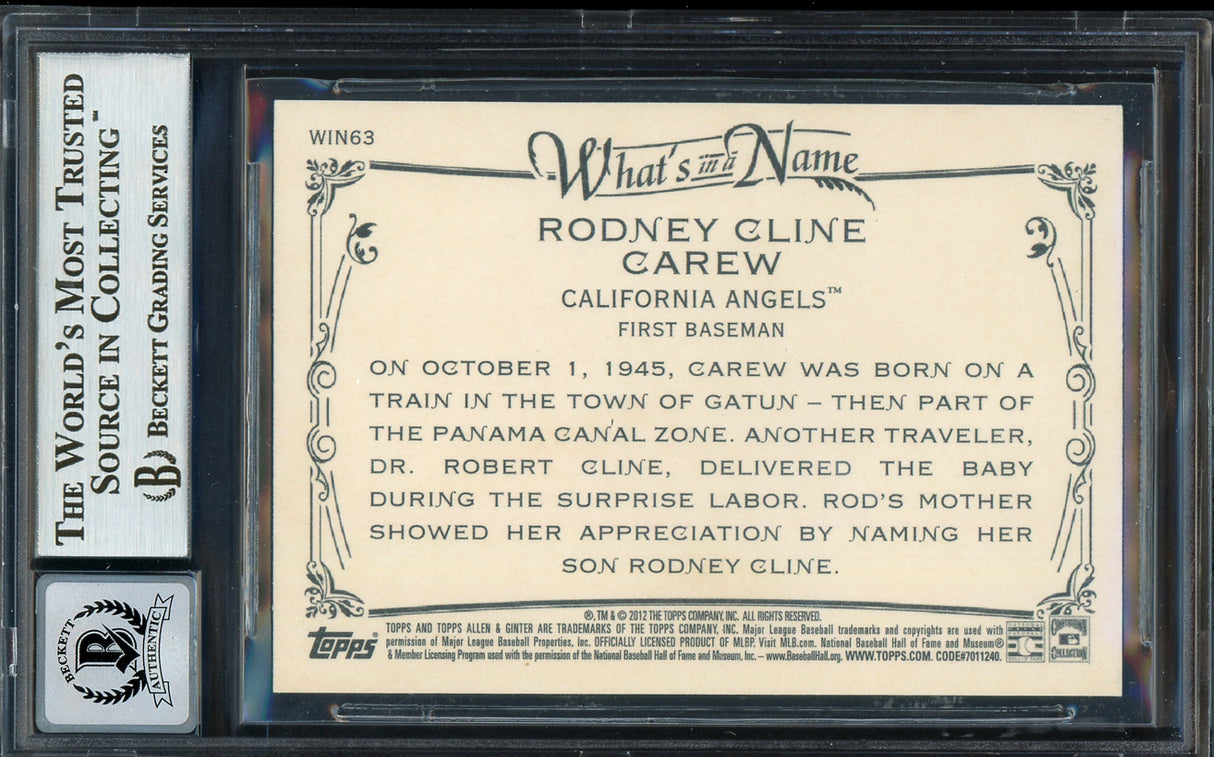 THE WORLD'S MOST TRUSTED
SOURCE IN COLLECTING™
B BECKETT GRADING SERVICES
BECKETT
B
AUTHENTIC
WIN63
What's in a Name
RODNEY CLINE
CAREW
CALIFORNIA ANGELS™
FIRST BASEMAN
ON OCTOBER 1, 1945, CAREW WAS BORN ON A
TRAIN IN THE TOWN OF GATUN – THEN PART OF
THE PANAMA CANAL ZONE. ANOTHER TRAVELER,
DR. ROBERT CLINE, DELIVERED THE BABY
DURING THE SURPRISE LABOR. ROD'S MOTHER
SHOWED HER APPRECIATION BY NAMING HER
SON RODNEY CLINE.
®, TM & © 2012 THE TOPPS COMPANY, INC. ALL RIGHTS RESERVED.
TOPPS AND TOPPS ALLEN & GINTER ARE TRADEMARKS OF THE TOPPS COMPANY, INC. Major League Baseball trademarks and copyrights are used with
permission of Major League Baseball Properties, Inc. OFFICIALLY LICENSED PRODUCT OF MLBP. Visit MLB.com. National Baseball Hall of Fame and Museum®
& Member Licensing Program used with the permission of the National Baseball Hall of Fame and Museum, Inc. – www.BaseballHall.org. WWW.TOPPS.COM. CODE#7011240.
Topps
COOPERSTOWN
COLLECTION